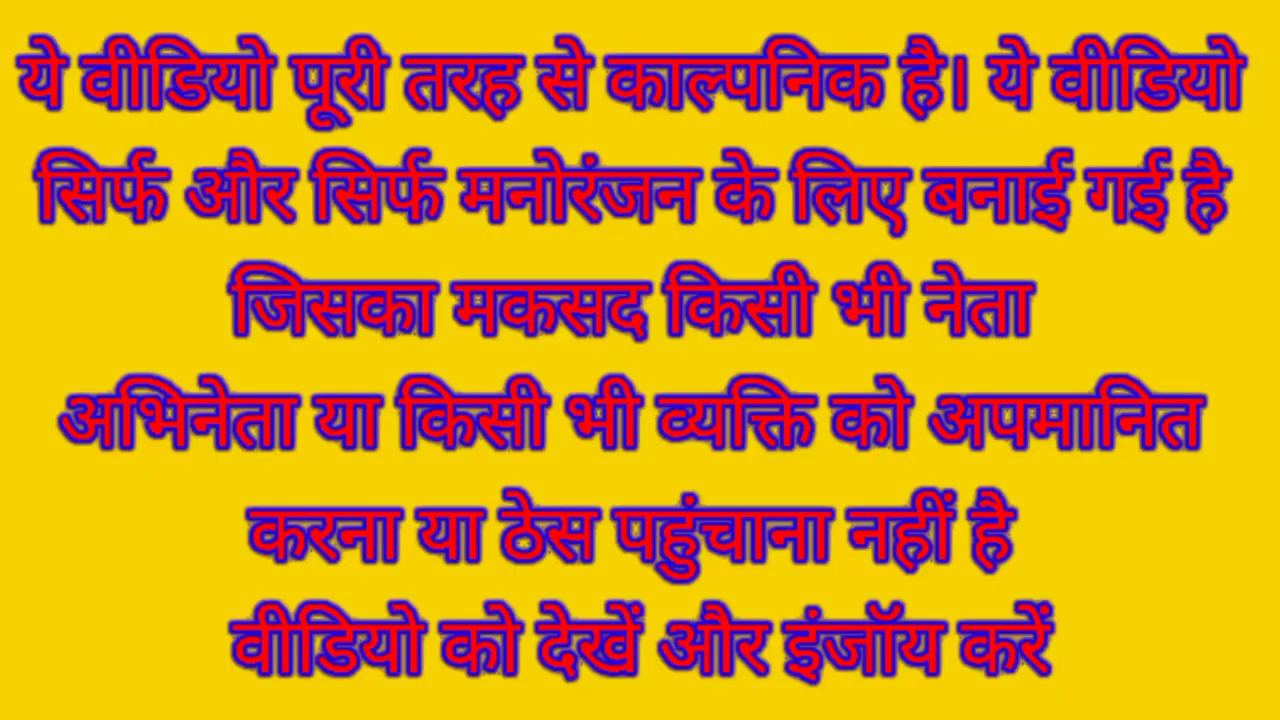 ये वीडियो पूरी तरह से काल्पनिक है। ये वीडियो
सिर्फ और सिर्फ मनोरंजन के लिए बनाई गई है
जिसका मकसद किसी भी नेता
अभिनेता या किसी भी व्यक्ति को अपमानित
करना या ठेस पहुंचाना नहीं है
वीडियो को देखें और इंजॉय करें